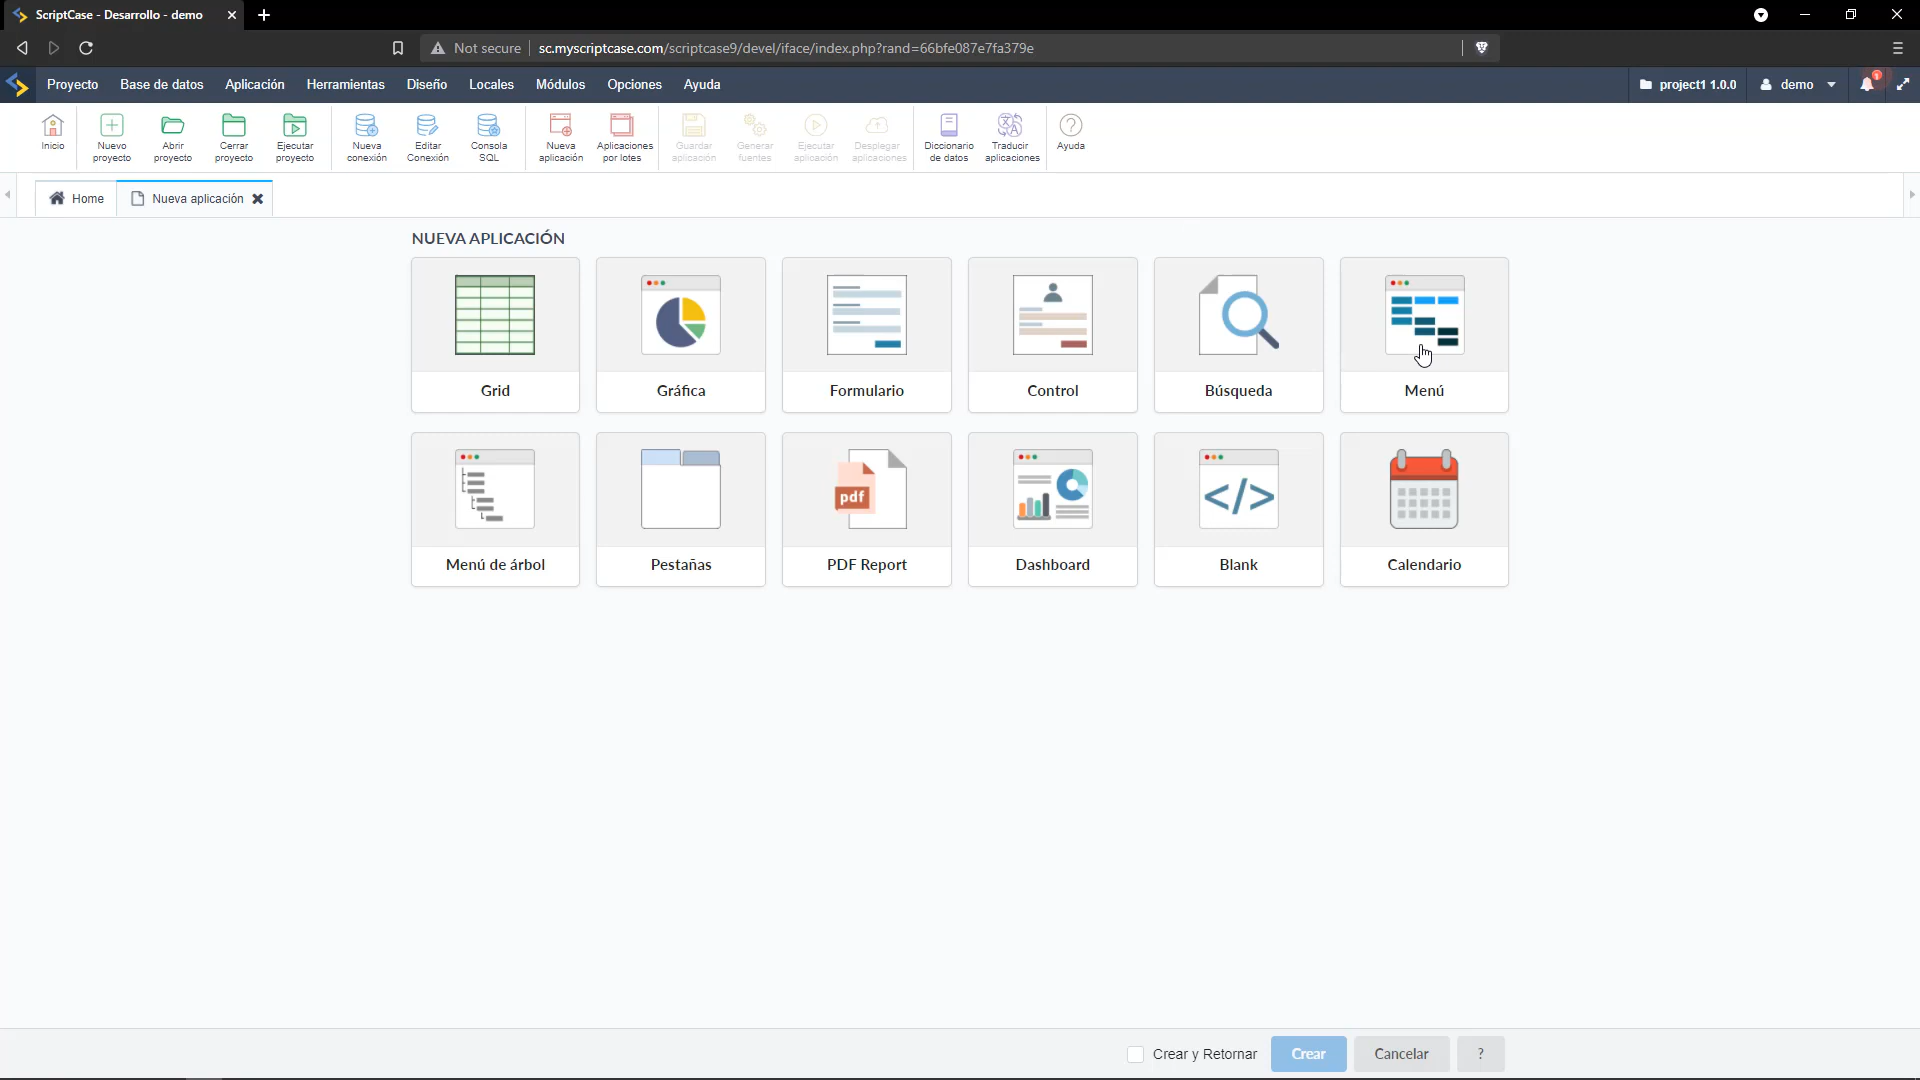 ScriptCase - Desarrollo - demo
Not secure sc.myscriptcase.com/scriptcase9/devel/iface/index.php?rand=66bfe087e7fa379e
Proyecto Base de datos Aplicación Herramientas Diseño Locales Módulos Opciones Ayuda project1 1.0.0 demo 1
Inicio
Nuevo proyecto
Abrir proyecto
Cerrar proyecto
Ejecutar proyecto
Nueva conexión
Editar Conexión
Consola SQL
Nueva aplicación
Aplicaciones por lotes
Guardar aplicación
Generar fuentes
Ejecutar aplicación
Desplegar aplicaciones
Diccionario de datos
Traducir aplicaciones
Ayuda
Home Nueva aplicación
NUEVA APLICACIÓN
Grid Gráfica Formulario Control Búsqueda Menú
pdf
Menú de árbol Pestañas PDF Report Dashboard Blank Calendario
Crear y Retornar Crear Cancelar ?